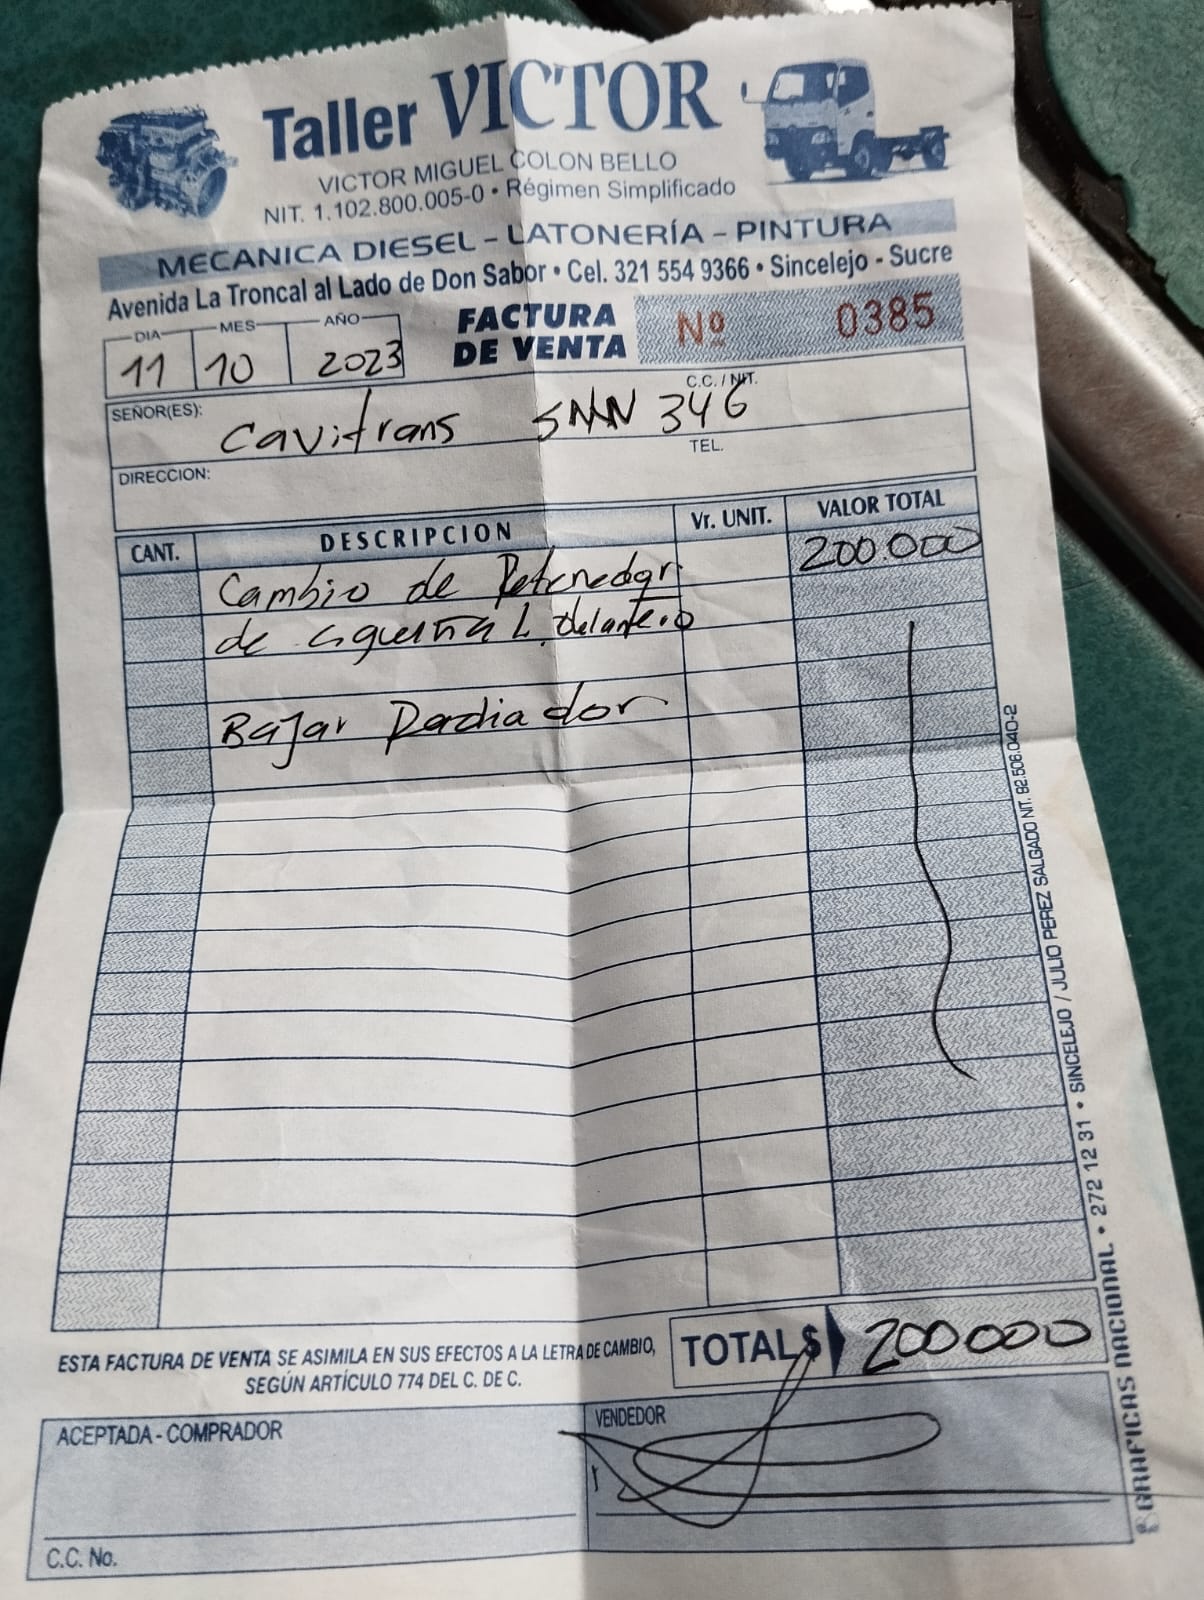 Taller VICTOR
VICTOR MIGUEL COLON BELLO
NIT. 1.102.800.005-0 • Régimen Simplificado
MECANICA DIESEL - LATONERÍA - PINTURA
Avenida La Troncal al Lado de Don Sabor • Cel. 321 554 9366 • Sincelejo - Sucre
DIA MES AÑO
11 10 2023
FACTURA DE VENTA Nº 0385
SEÑOR(ES): Cavitrans SNN 346 C.C. / NIT.
DIRECCION: TEL.
CANT. DESCRIPCION Vr. UNIT. VALOR TOTAL
Cambio de Retenedor 200.000
de cigueñal L. delantero
Bajar Radiador
ESTA FACTURA DE VENTA SE ASIMILA EN SUS EFECTOS A LA LETRA DE CAMBIO,
SEGÚN ARTÍCULO 774 DEL C. DE C.
TOTAL $ 200000
ACEPTADA - COMPRADOR
VENDEDOR
C.C. No.
GRAFICAS NACIONAL • 272 12 31 • SINCELEJO / JULIO PEREZ SALGADO NIT. 92.506.040-2